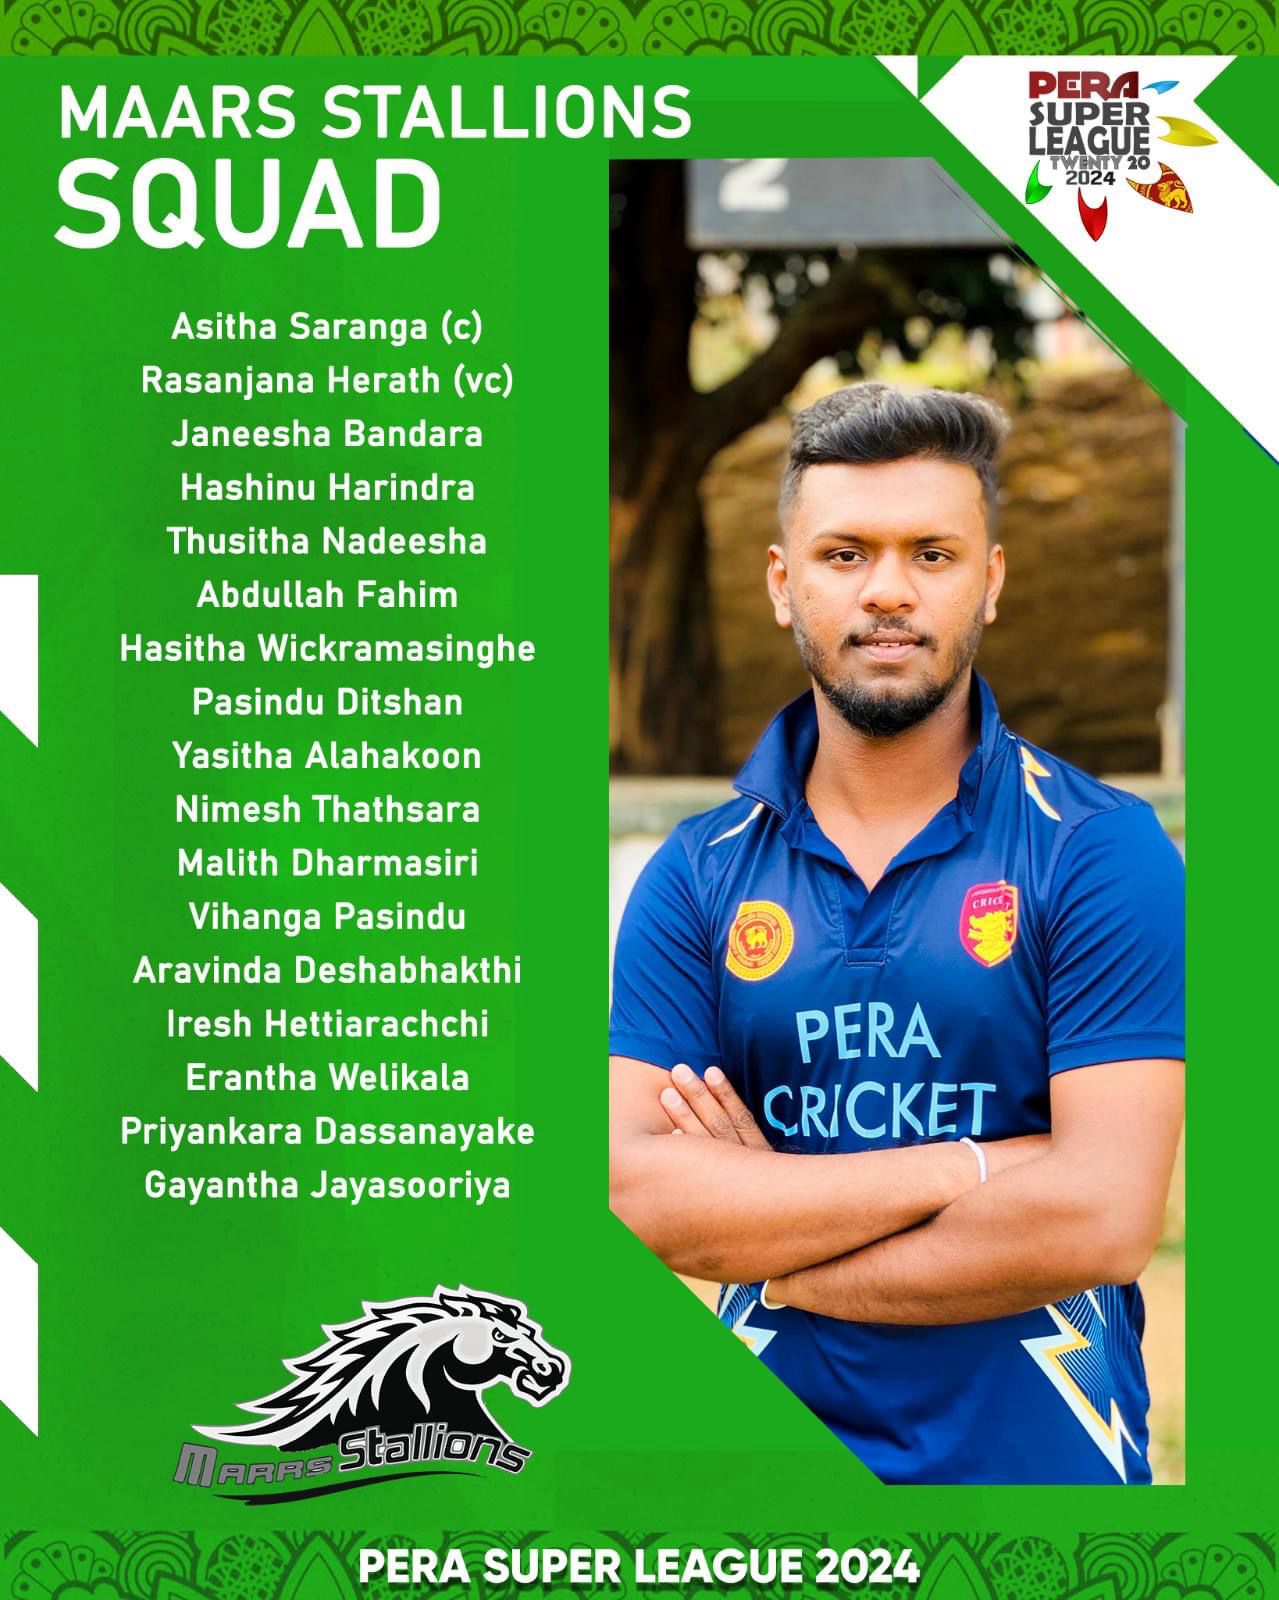 MAARS STALLIONS
SQUAD
PERA
SUPER
LEAGUE
TWENTY 20
2024
2
Asitha Saranga (c)
Rasanjana Herath (vc)
Janeesha Bandara
Hashinu Harindra
Thusitha Nadeesha
Abdullah Fahim
Hasitha Wickramasinghe
Pasindu Ditshan
Yasitha Alahakoon
Nimesh Thathsara
Malith Dharmasiri
Vihanga Pasindu
Aravinda Deshabhakthi
Iresh Hettiarachchi
Erantha Welikala
Priyankara Dassanayake
Gayantha Jayasooriya
CRICKET
PERA
CRICKET
MAARS Stallions
PERA SUPER LEAGUE 2024